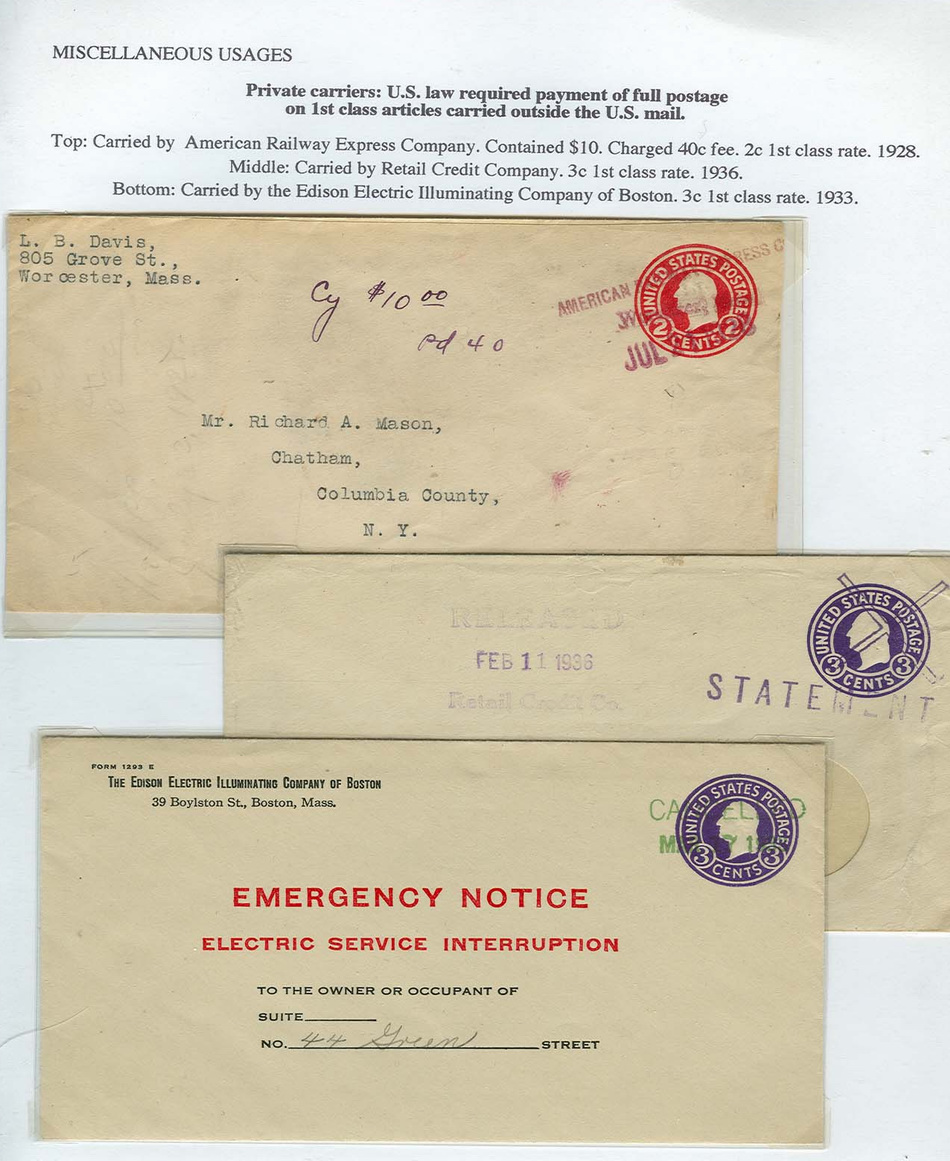 MISCELLANEOUS USAGES
Private carriers: U.S. law required payment of full postage
on 1st class articles carried outside the U.S. mail.
Top: Carried by American Railway Express Company. Contained $10. Charged 40c fee. 2c 1st class rate. 1928.
Middle: Carried by Retail Credit Company. 3c 1st class rate. 1936.
Bottom: Carried by the Edison Electric Illuminating Company of Boston. 3c 1st class rate. 1933.
L. B. Davis,
805 Grove St.,
Worcester, Mass.
Cy $10 00
Pd 40
AMERICAN
JUL
UNITED STATES POSTAGE
2 CENTS 2
Mr. Richard A. Mason,
Chatham,
Columbia County,
N. Y.
RELEASED
FEB 11 1936
Retail Credit Co.
STATEMENT
UNITED STATES POSTAGE
3 CENTS 3
FORM 1293 E
THE EDISON ELECTRIC ILLUMINATING COMPANY OF BOSTON
39 Boylston St., Boston, Mass.
UNITED STATES POSTAGE
3 CENTS 3
EMERGENCY NOTICE
ELECTRIC SERVICE INTERRUPTION
TO THE OWNER OR OCCUPANT OF
SUITE
NO. 44 Green STREET